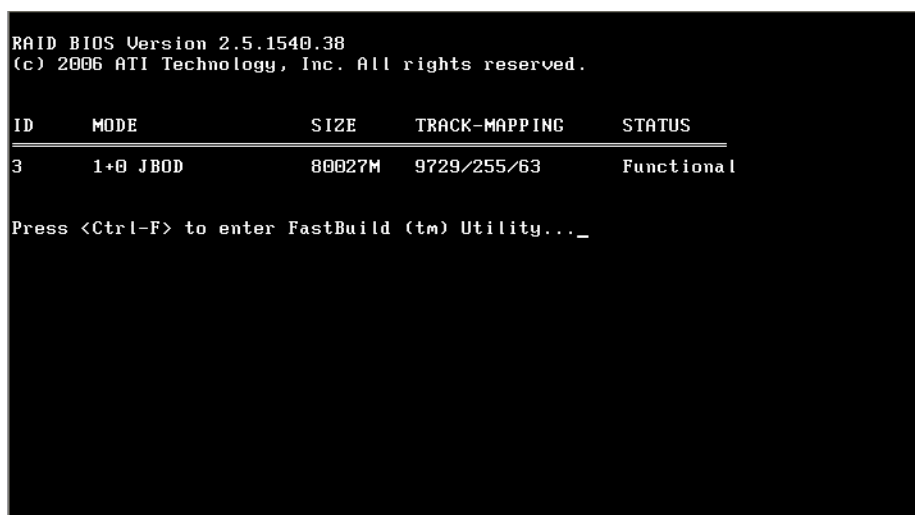 RAID BIOS Version 2.5.1540.38
(c) 2006 ATI Technology, Inc. All rights reserved.
ID MODE SIZE TRACK-MAPPING STATUS
3 1+0 JBOD 80027M 9729/255/63 Functional
Press <Ctrl-F> to enter FastBuild (tm) Utility..._